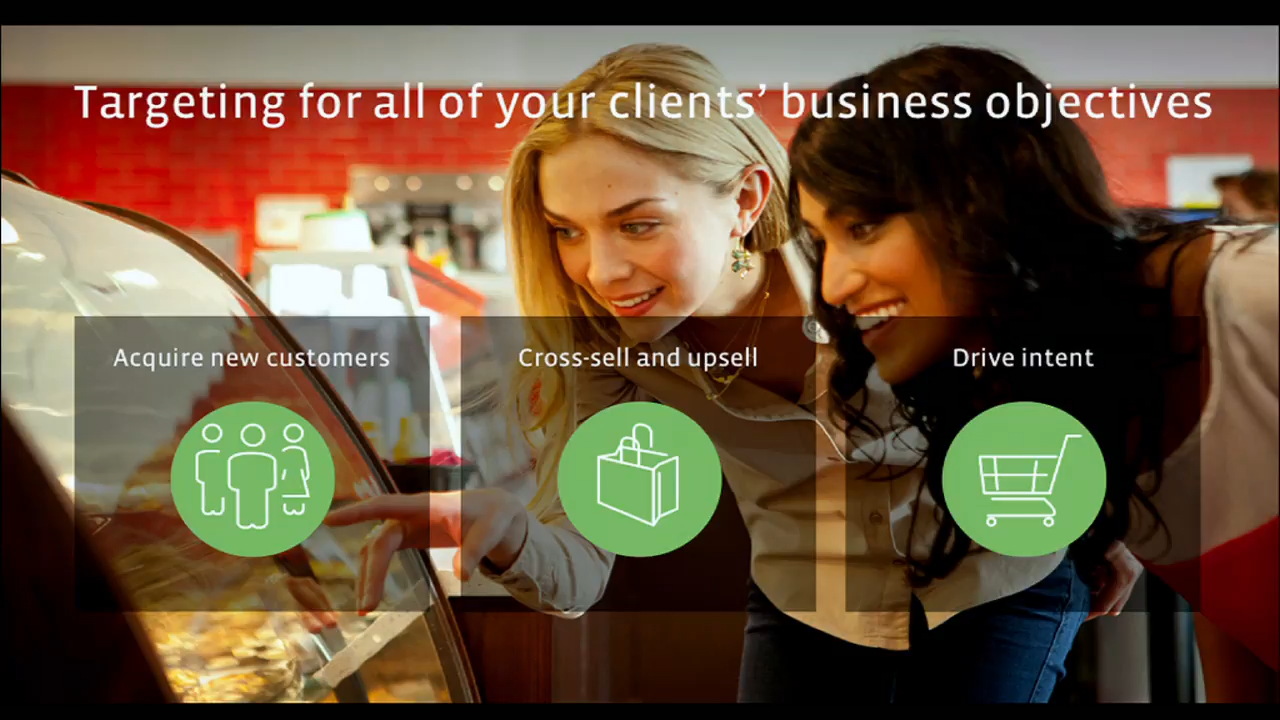 Targeting for all of your clients’ business objectives
Acquire new customers
Cross-sell and upsell
Drive intent